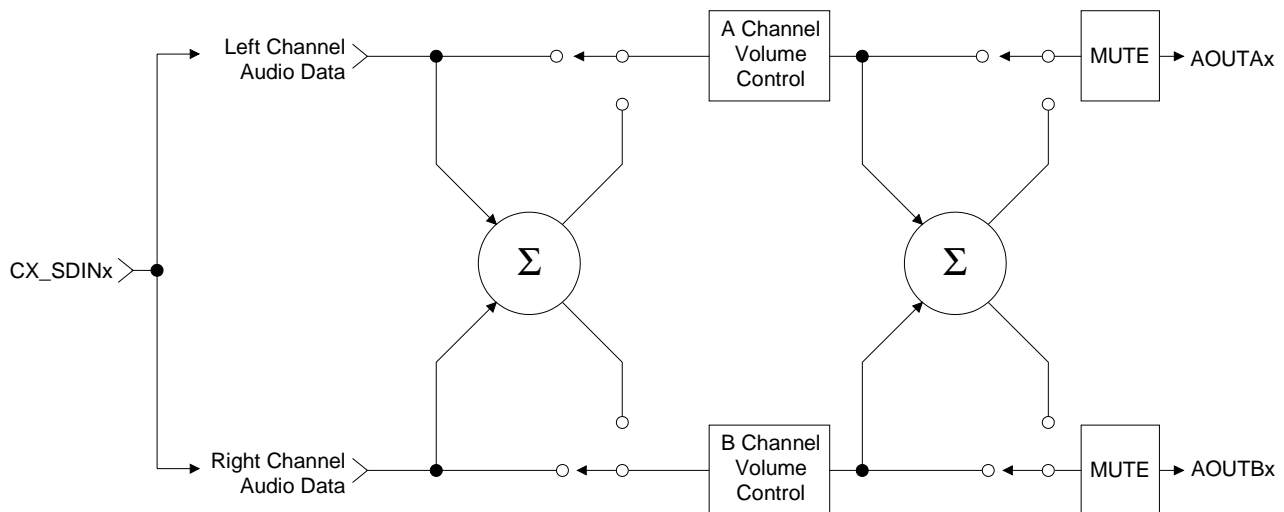 Left Channel
Audio Data
A Channel
Volume
Control
MUTE
AOUTAx
CX_SDINx
Σ
Σ
Right Channel
Audio Data
B Channel
Volume
Control
MUTE
AOUTBx